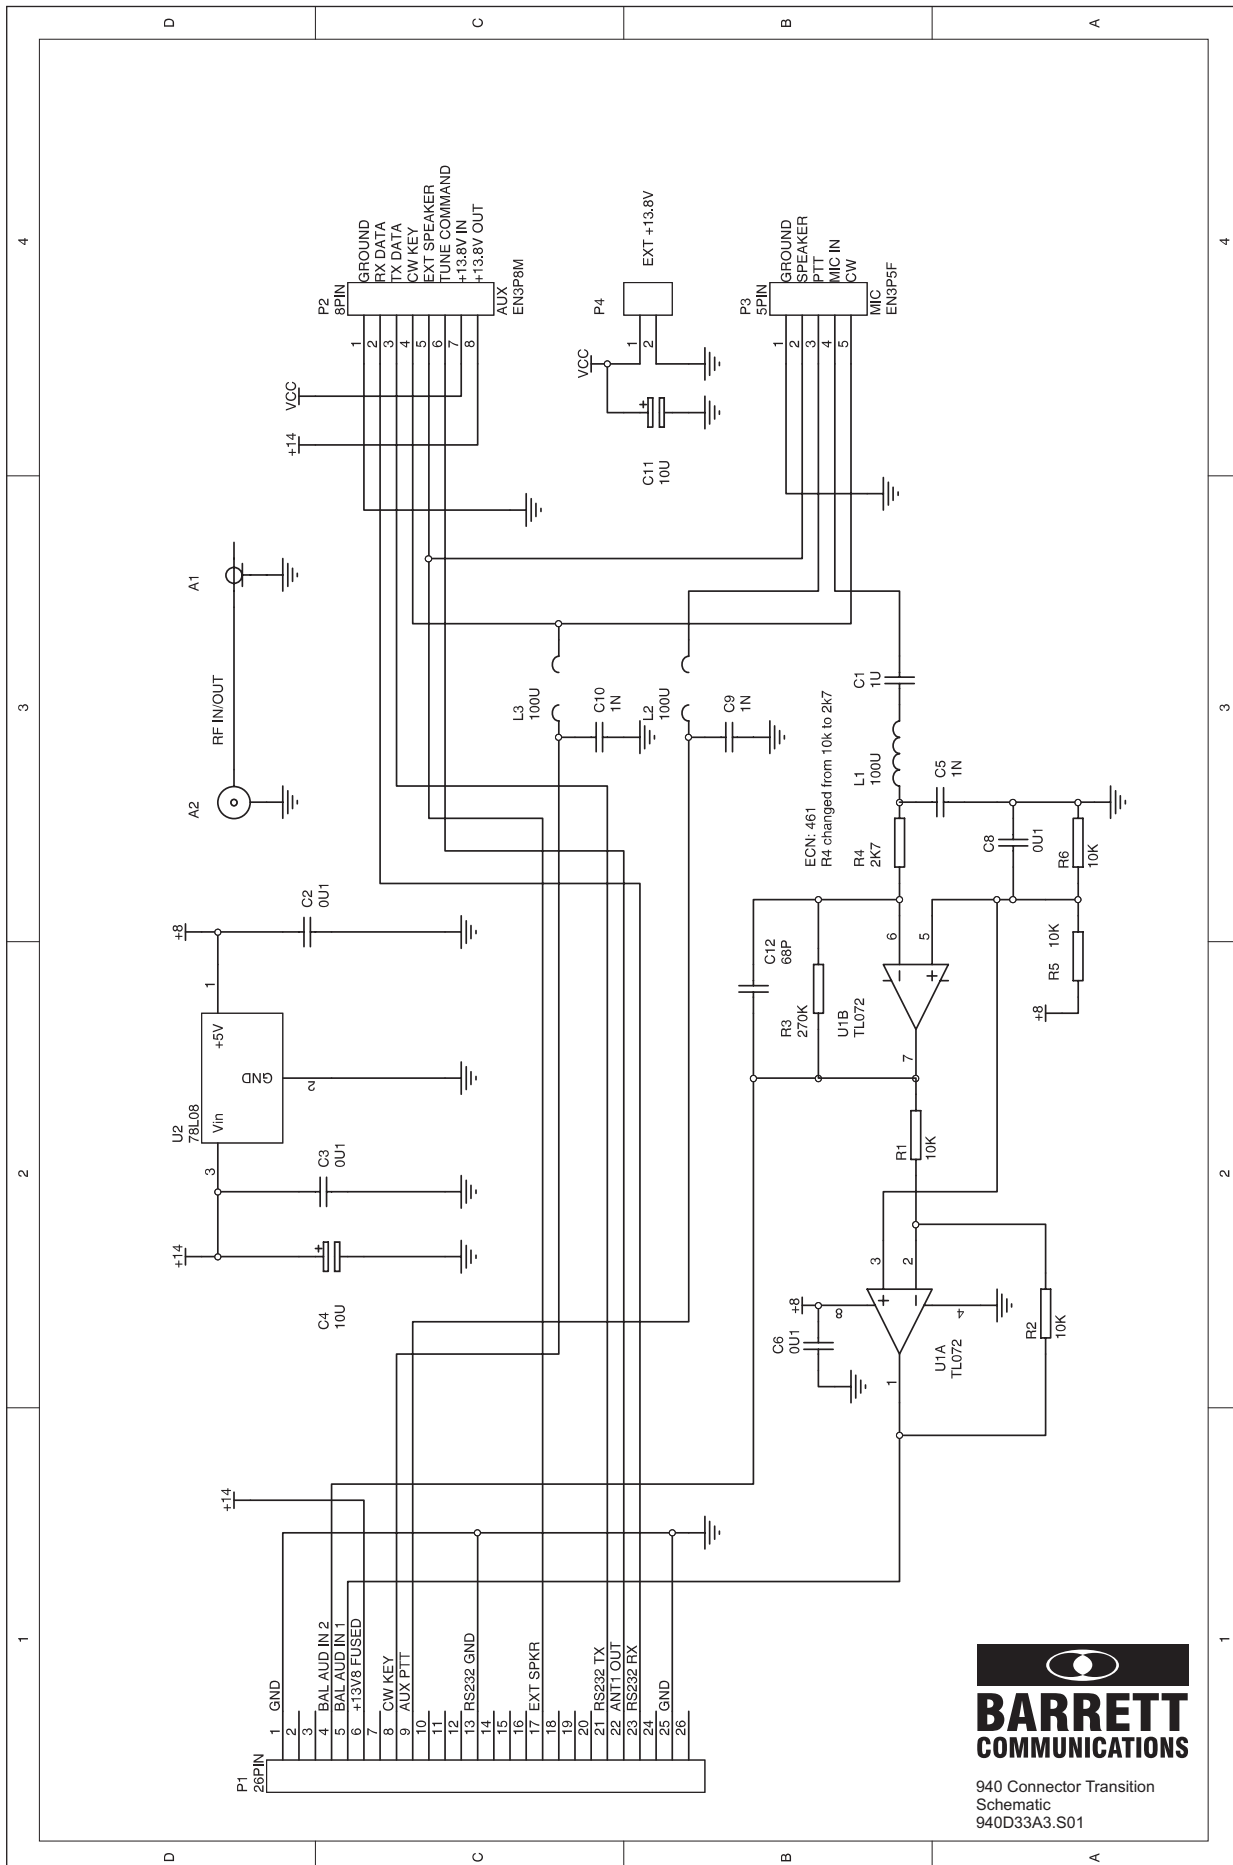 D
C
B
A
4
P2
8PIN
1
2
3
4
5
6
7
8
GROUND
RX DATA
TX DATA
CW KEY
EXT SPEAKER
TUNE COMMAND
+13.8V IN
+13.8V OUT
AUX
EN3P8M
VCC
+14
P4
1
2
EXT +13.8V
VCC
C11
10U
P3
5PIN
1
2
3
4
5
GROUND
SPEAKER
PTT
MIC IN
CW
MIC
EN3P5F
4
3
A1
RF IN/OUT
A2
L3
100U
C10
1N
L2
100U
C9
1N
C1
1U
L1
100U
C5
1N
ECN: 461
R4 changed from 10k to 2k7
R4
2K7
C8
0U1
R6
10K
3
+8
C2
0U1
1
+5V
GND
2
Vin
U2
78L08
3
C3
0U1
+14
C4
10U
C12
68P
R3
270K
U1B
TL072
6
5
7
R5
10K
+8
R1
10K
3
2
+8
8
4
C6
0U1
U1A
TL072
1
R2
10K
2
2
+14
1
P1
26PIN
1
2
3
4
5
6
7
8
9
10
11
12
13
14
15
16
17
18
19
20
21
22
23
24
25
26
GND
BAL AUD IN 2
BAL AUD IN 1
+13V8 FUSED
CW KEY
AUX PTT
RS232 GND
EXT SPKR
RS232 TX
ANT1 OUT
RS232 RX
GND
1
BARRETT
COMMUNICATIONS
940 Connector Transition
Schematic
940D33A3.S01
D
C
B
A